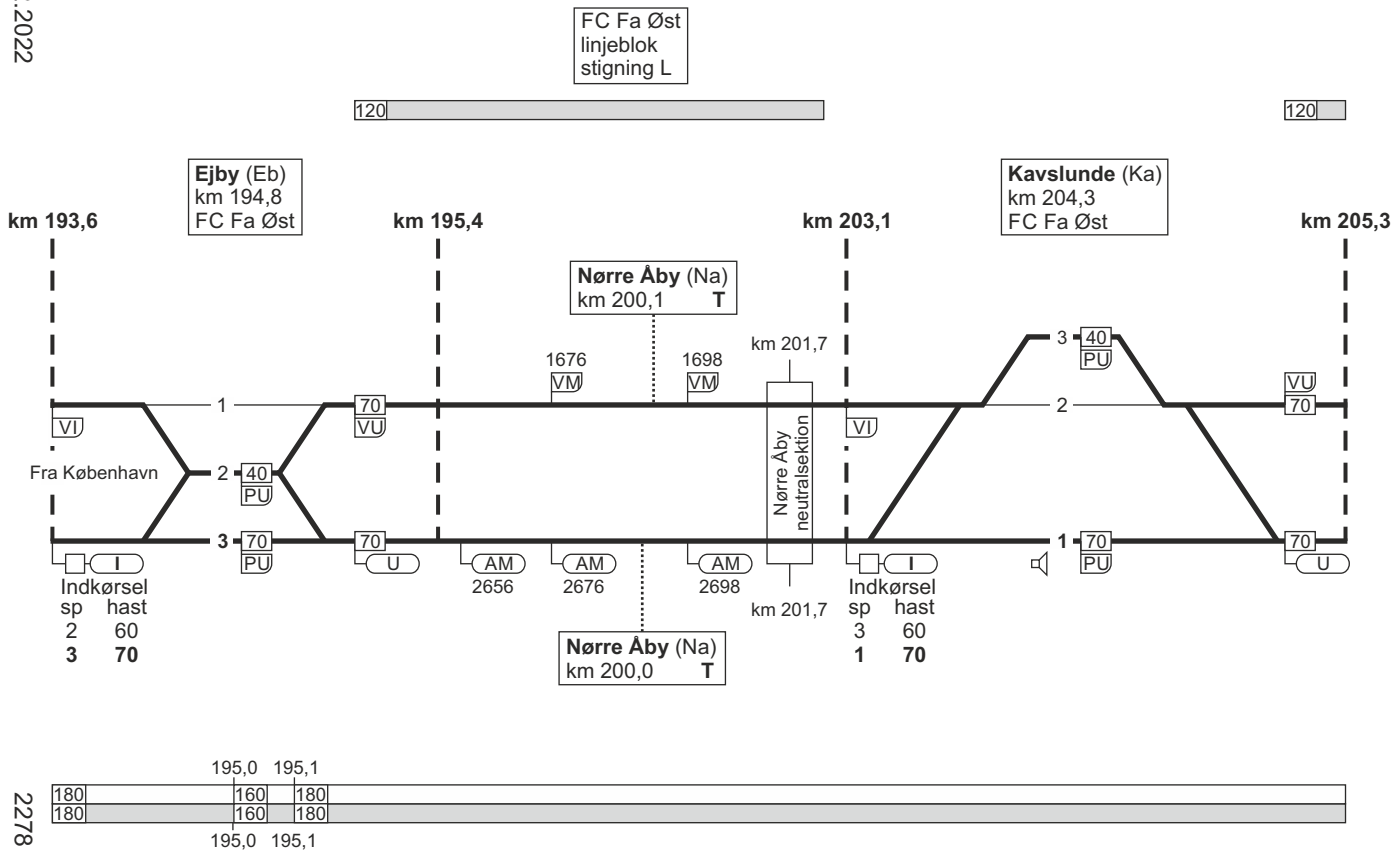 .2022
FC Fa Øst
linjeblok
stigning L
120
120
Ejby (Eb)
km 194,8
FC Fa Øst
Kavslunde (Ka)
km 204,3
FC Fa Øst
km 193,6
km 195,4
km 203,1
km 205,3
Nørre Åby (Na)
km 200,1 T
km 201,7
3 40
PU
1676
VM
1698
VM
VU
1
70
2
70
VI
VU
VI
Fra København
2 40
PU
Nørre Åby
neutralsektion
3 70
70
1 70
70
PU
I
U
AM
AM
AM
I
PU
U
2656
2676
2698
Indkørsel
sp hast
2 60
3 70
km 201,7
Indkørsel
sp hast
3 60
1 70
Nørre Åby (Na)
km 200,0 T
195,0 195,1
180 160 180
180 160 180
195,0 195,1
2278